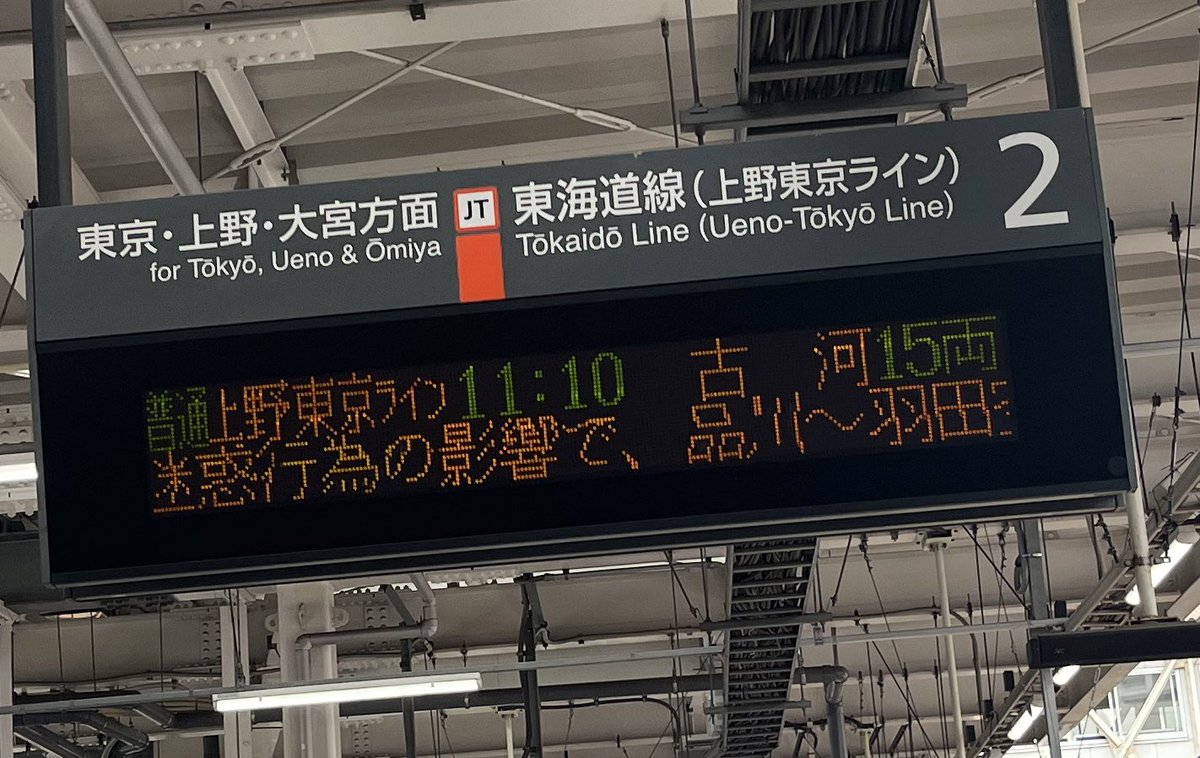 東京・上野・大宮方面
for Tōkyō, Ueno & Ōmiya
JT
東海道線(上野東京ライン)
Tōkaidō Line (Ueno-Tōkyō Line)
2
普通 上野東京ライン 11:10 古 河 15両
迷惑行為の影響で、品川〜羽田